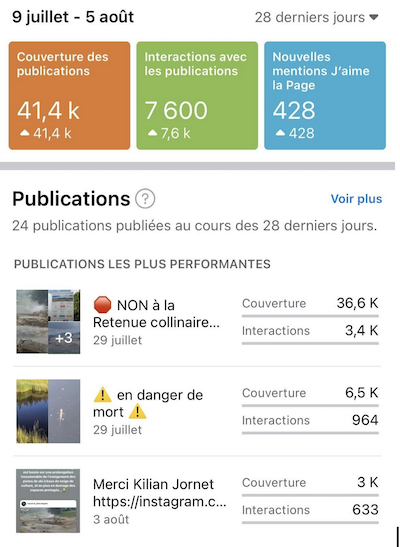 9 juillet - 5 août
28 derniers jours
Couverture des
publications
41,4 k
41,4 k
Interactions avec
les publications
7 600
7,6 k
Nouvelles
mentions J'aime
la Page
428
428
Publications ?
Voir plus
24 publications publiées au cours des 28 derniers jours.
PUBLICATIONS LES PLUS PERFORMANTES
+3
🛑 NON à la
Retenue collinaire...
29 juillet
Couverture 36,6 K
Interactions 3,4 K
⚠️ en danger de
mort ⚠️
29 juillet
Couverture 6,5 K
Interactions 964
Merci Kilian Jornet
https://instagram.c...
3 août
Couverture 3 K
Interactions 633